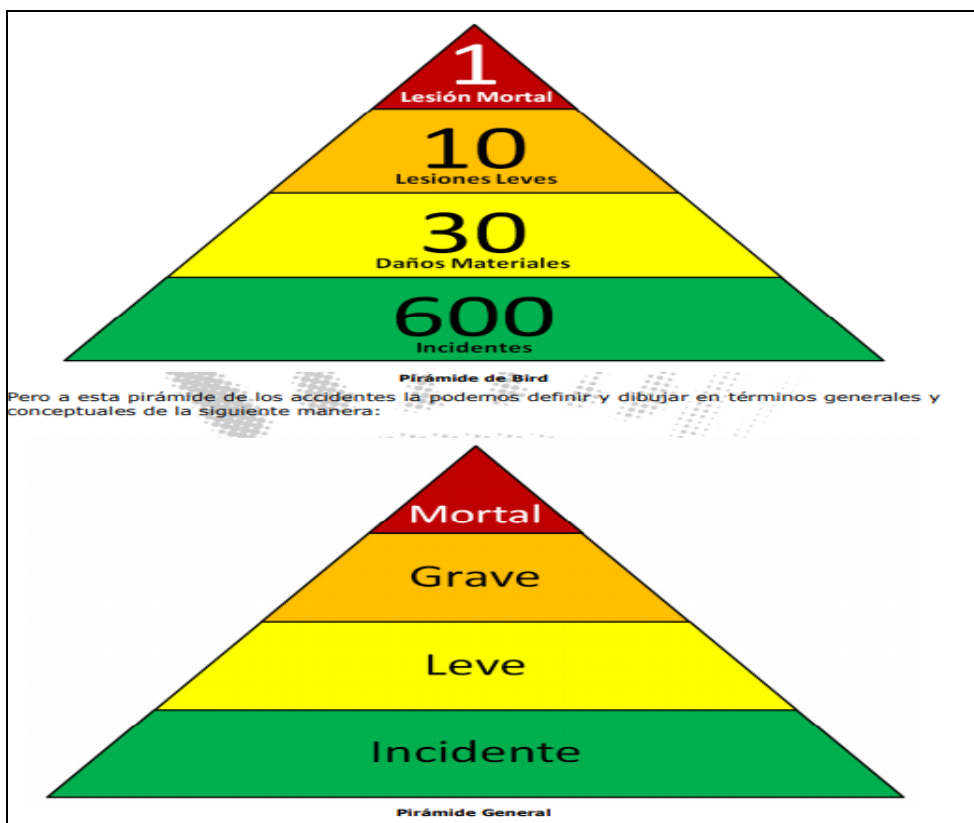 1
Lesión Mortal
10
Lesiones Leves
30
Daños Materiales
600
Incidentes
Pirámide de Bird
Pero a esta pirámide de los accidentes la podemos definir y dibujar en términos generales y
conceptuales de la siguiente manera:
Mortal
Grave
Leve
Incidente
Pirámide General